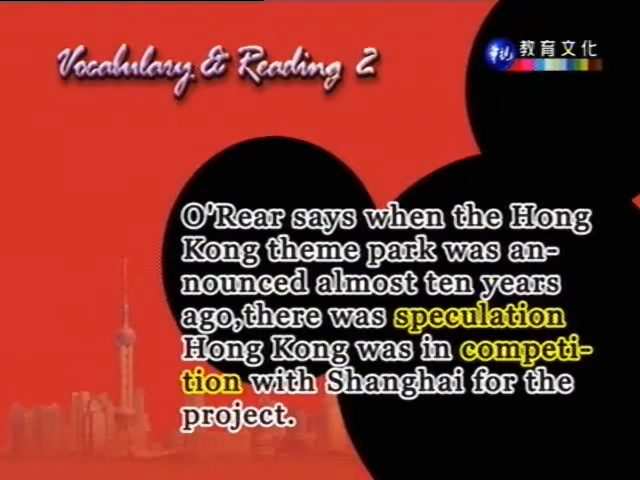 Vocabulary & Reading 2
華視 教育文化
O'Rear says when the Hong
Kong theme park was an-
nounced almost ten years
ago,there was speculation
Hong Kong was in competi-
tion with Shanghai for the
project.